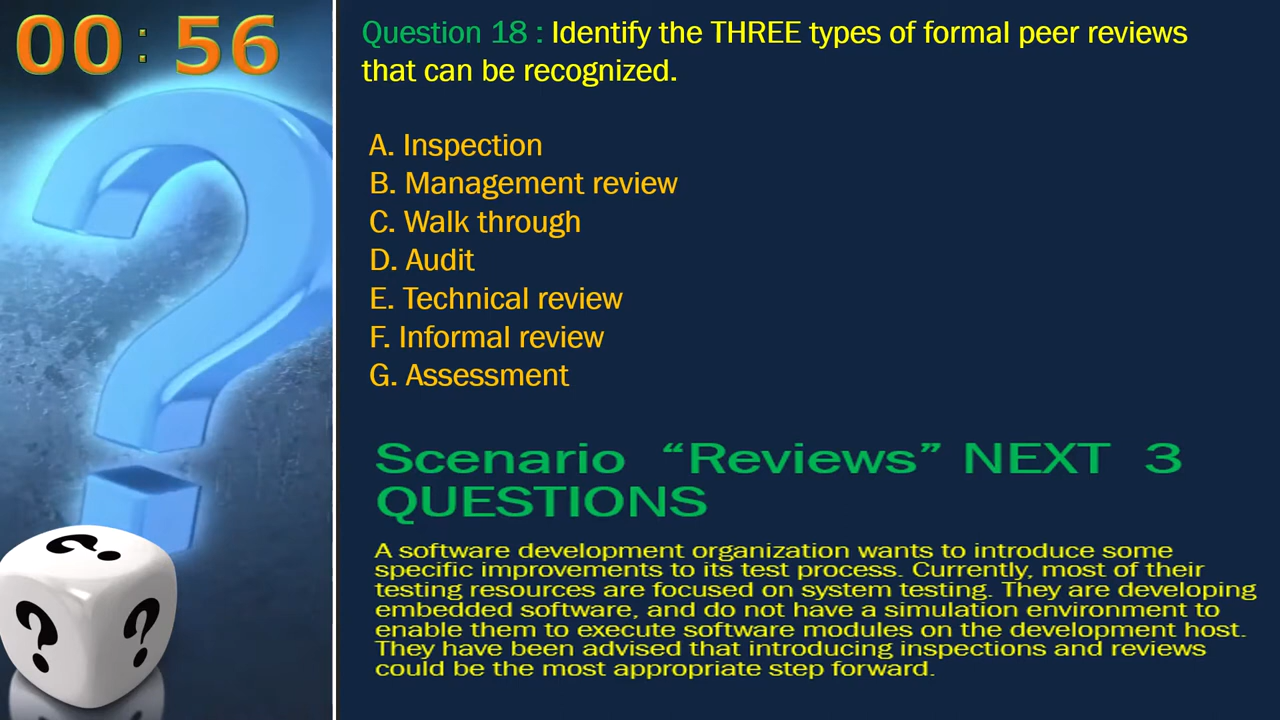 00:56
Question 18 : Identify the THREE types of formal peer reviews
that can be recognized.
A. Inspection
B. Management review
C. Walk through
D. Audit
E. Technical review
F. Informal review
G. Assessment
Scenario “Reviews” NEXT 3
QUESTIONS
A software development organization wants to introduce some
specific improvements to its test process. Currently, most of their
testing resources are focused on system testing. They are developing
embedded software, and do not have a simulation environment to
enable them to execute software modules on the development host.
They have been advised that introducing inspections and reviews
could be the most appropriate step forward.